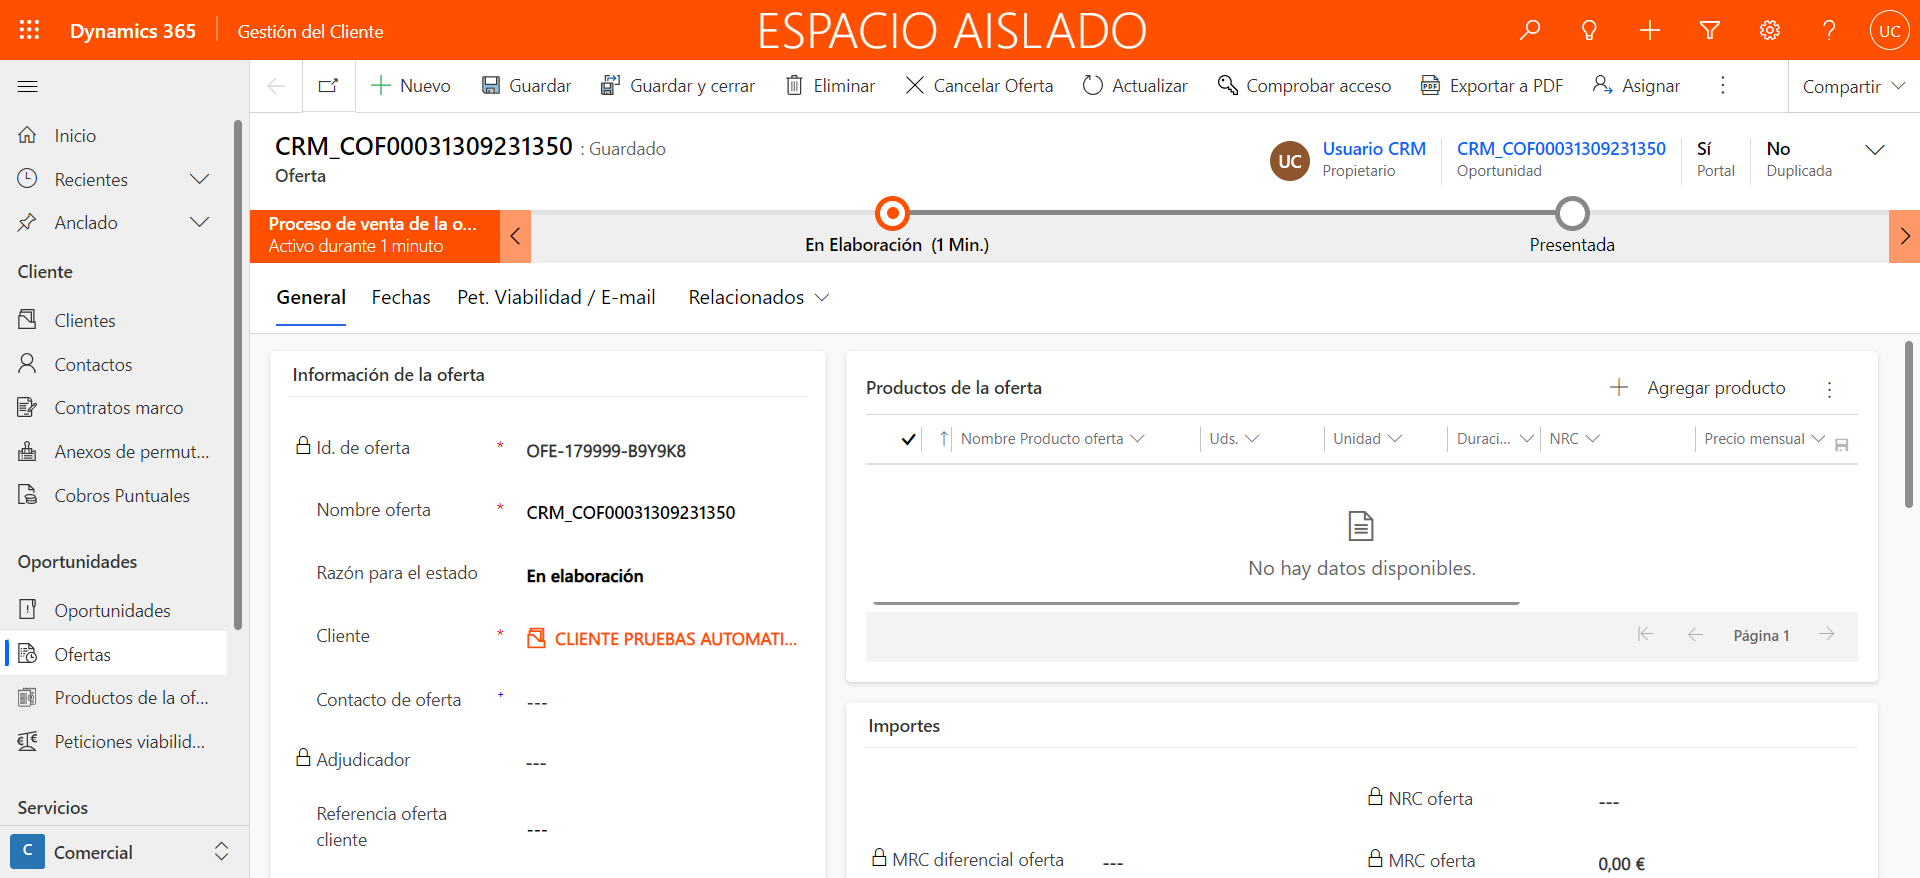 Dynamics 365
Gestión del Cliente
ESPACIO AISLADO
UC
Nuevo
Guardar
Guardar y cerrar
Eliminar
Cancelar Oferta
Actualizar
Comprobar acceso
PDF
Exportar a PDF
Asignar
Compartir
Inicio
Recientes
Anclado
Cliente
Clientes
Contactos
Contratos marco
Anexos de permut...
Cobros Puntuales
Oportunidades
Oportunidades
Ofertas
Productos de la of...
Peticiones viabilid...
Servicios
C
Comercial
CRM_COF00031309231350 : Guardado
Oferta
UC
Usuario CRM
Propietario
CRM_COF00031309231350
Oportunidad
Sí
Portal
No
Duplicada
Proceso de venta de la o...
Activo durante 1 minuto
En Elaboración (1 Min.)
Presentada
General
Fechas
Pet. Viabilidad / E-mail
Relacionados
Información de la oferta
Id. de oferta * OFE-179999-B9Y9K8
Nombre oferta * CRM_COF00031309231350
Razón para el estado En elaboración
Cliente * CLIENTE PRUEBAS AUTOMATI...
Contacto de oferta + ---
Adjudicador ---
Referencia oferta
cliente ---
Productos de la oferta
Agregar producto
Nombre Producto oferta
Uds.
Unidad
Duraci...
NRC
Precio mensual
No hay datos disponibles.
Página 1
Importes
NRC oferta ---
MRC diferencial oferta ---
MRC oferta 0,00 €